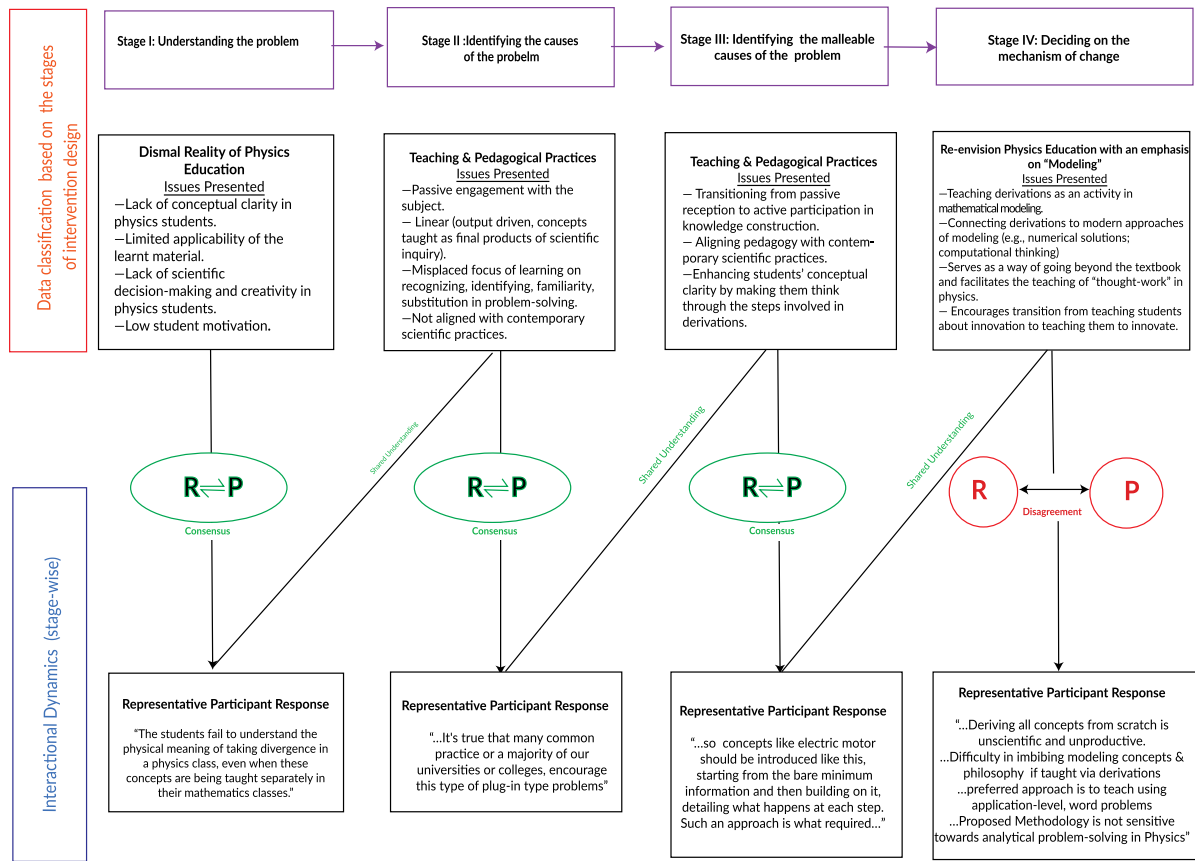 Data classification based on the stages
of intervention design
Stage I: Understanding the problem
Stage II :Identifying the causes
of the probelm
Stage III: Identifying the malleable
causes of the problem
Stage IV: Deciding on the
mechanism of change
Dismal Reality of Physics
Education
Issues Presented
—Lack of conceptual clarity in
physics students.
—Limited applicability of the
learnt material.
—Lack of scientific
decision-making and creativity in
physics students.
—Low student motivation.
Teaching & Pedagogical Practices
Issues Presented
—Passive engagement with the
subject.
— Linear (output driven, concepts
taught as final products of scientific
inquiry).
—Misplaced focus of learning on
recognizing, identifying, familiarity,
substitution in problem-solving.
—Not aligned with contemporary
scientific practices.
Teaching & Pedagogical Practices
Issues Presented
— Transitioning from passive
reception to active participation in
knowledge construction.
— Aligning pedagogy with contem-
porary scientific practices.
—Enhancing students’ conceptual
clarity by making them think
through the steps involved in
derivations.
Re-envision Physics Education with an emphasis
on “Modeling”
Issues Presented
—Teaching derivations as an activity in
mathematical modeling.
—Connecting derivations to modern approaches
of modeling (e.g., numerical solutions;
computational thinking)
—Serves as a way of going beyond the textbook
and facilitates the teaching of “thought-work” in
physics.
— Encourages transition from teaching students
about innovation to teaching them to innovate.
Interactional Dynamics (stage-wise)
R⇌P
Consensus
Shared Understanding
R⇌P
Consensus
Shared Understanding
R⇌P
Consensus
Shared Understanding
R
P
Disagreement
Representative Participant Response
“The students fail to understand the
physical meaning of taking divergence in
a physics class, even when these
concepts are being taught separately in
their mathematics classes.”
Representative Participant Response
“...It's true that many common
practice or a majority of our
universities or colleges, encourage
this type of plug-in type problems”
Representative Participant Response
“...so concepts like electric motor
should be introduced like this,
starting from the bare minimum
information and then building on it,
detailing what happens at each step.
Such an approach is what required...”
Representative Participant Response
“...Deriving all concepts from scratch is
unscientific and unproductive.
...Difficulty in imbibing modeling concepts &
philosophy if taught via derivations
...preferred approach is to teach using
application-level, word problems
...Proposed Methodology is not sensitive
towards analytical problem-solving in Physics”